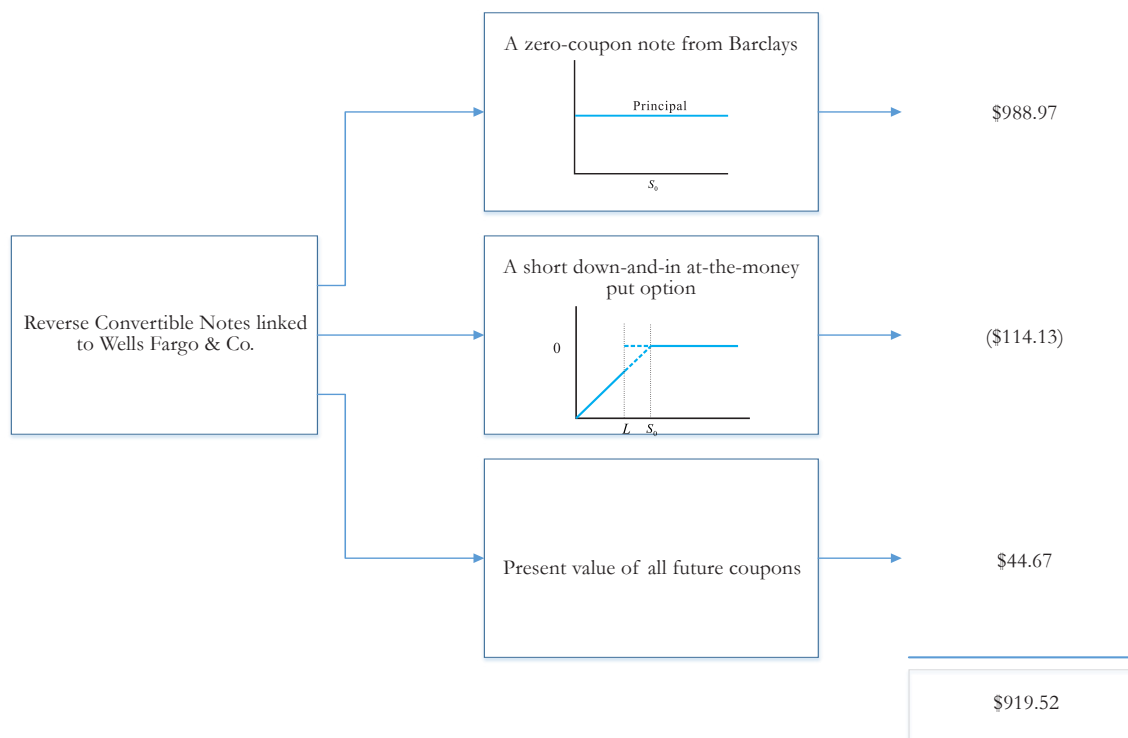 A zero-coupon note from Barclays
Principal
S₀
$988.97
Reverse Convertible Notes linked
to Wells Fargo & Co.
A short down-and-in at-the-money
put option
0
L S₀
($114.13)
Present value of all future coupons
$44.67
$919.52